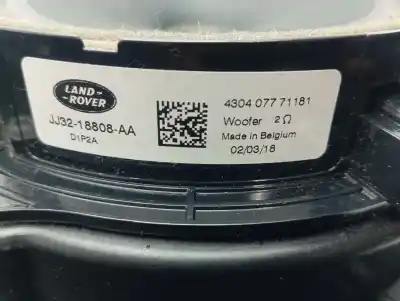 LAND-
ROVER
JJ32-18808-AA
D1P2A
4304 077 71181
Woofer 2Ω
Made in Belgium
02/03/18